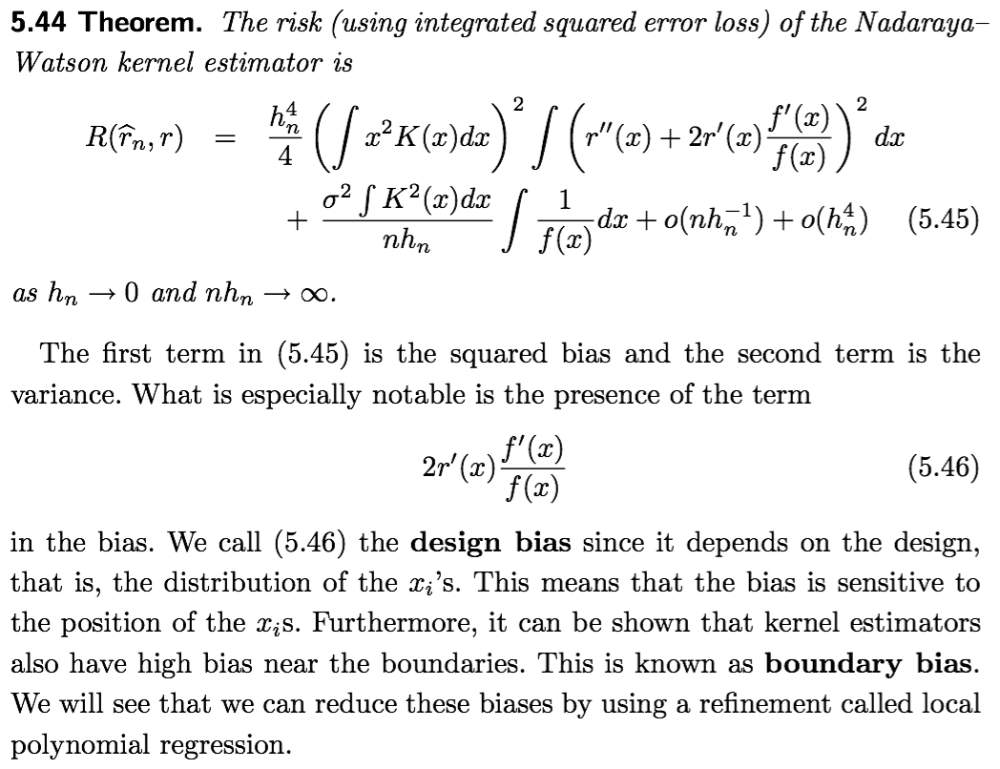 5.44 Theorem. The risk (using integrated squared error loss) of the Nadaraya–
Watson kernel estimator is
$R(\widehat{r}_n, r) = \frac{h_n^4}{4} \left( \int x^2 K(x) dx \right)^2 \int \left( r''(x) + 2r'(x) \frac{f'(x)}{f(x)} \right)^2 dx$
$+ \frac{\sigma^2 \int K^2(x) dx}{n h_n} \int \frac{1}{f(x)} dx + o(nh_n^{-1}) + o(h_n^4)$ (5.45)
as $h_n \to 0$ and $nh_n \to \infty$.
The first term in (5.45) is the squared bias and the second term is the
variance. What is especially notable is the presence of the term
$2r'(x) \frac{f'(x)}{f(x)}$ (5.46)
in the bias. We call (5.46) the design bias since it depends on the design,
that is, the distribution of the $x_i$'s. This means that the bias is sensitive to
the position of the $x_i$s. Furthermore, it can be shown that kernel estimators
also have high bias near the boundaries. This is known as boundary bias.
We will see that we can reduce these biases by using a refinement called local
polynomial regression.